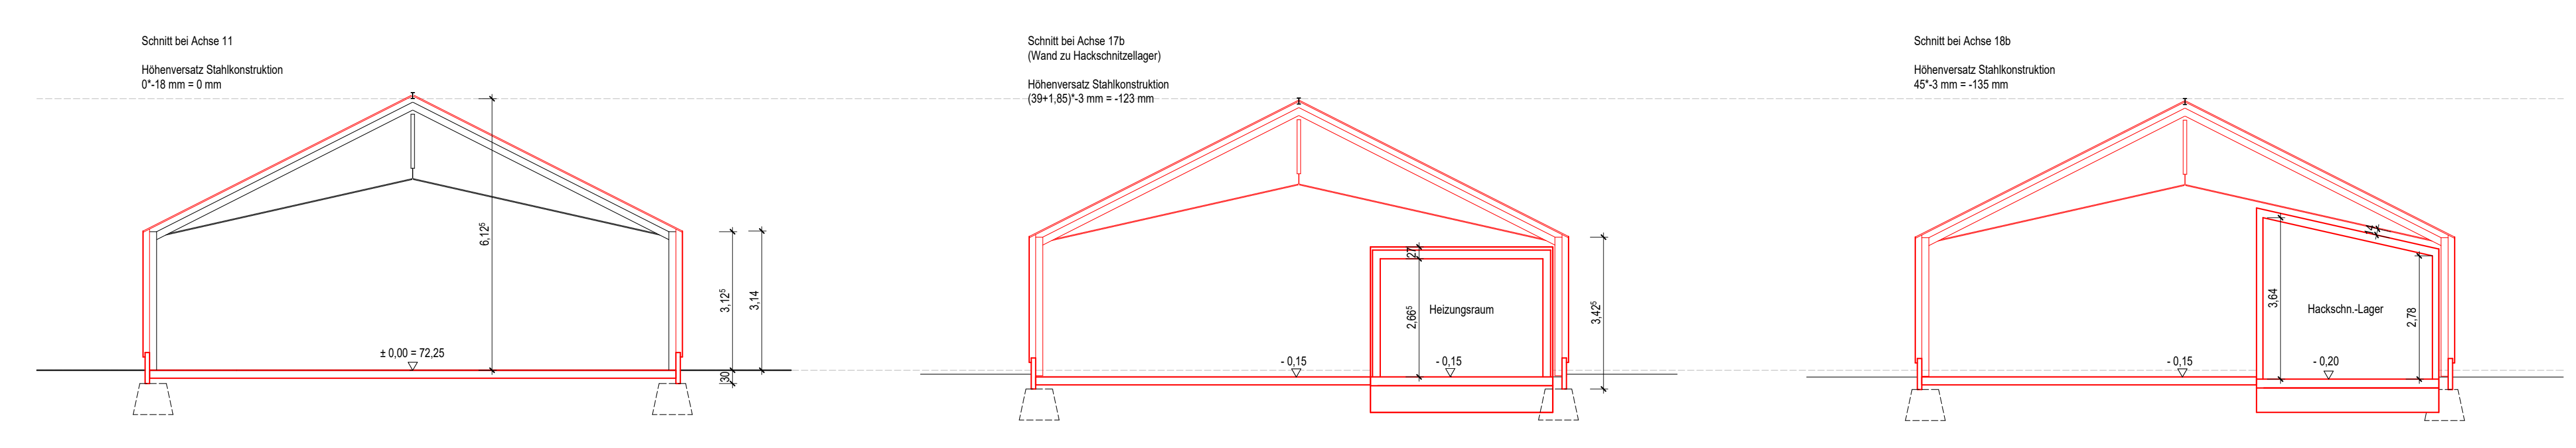 Schnitt bei Achse 11
Höhenversatz Stahlkonstruktion
0*-18 mm = 0 mm
6,12⁵
± 0,00 = 72,25
3,12⁵
3,14
30
Schnitt bei Achse 17b
(Wand zu Hackschnitzellager)
Höhenversatz Stahlkonstruktion
(39+1,85)*-3 mm = -123 mm
27
2,66⁵
Heizungsraum
3,42⁵
- 0,15
- 0,15
Schnitt bei Achse 18b
Höhenversatz Stahlkonstruktion
45*-3 mm = -135 mm
14
3,64
Hackschn.-Lager
2,78
- 0,15
- 0,20